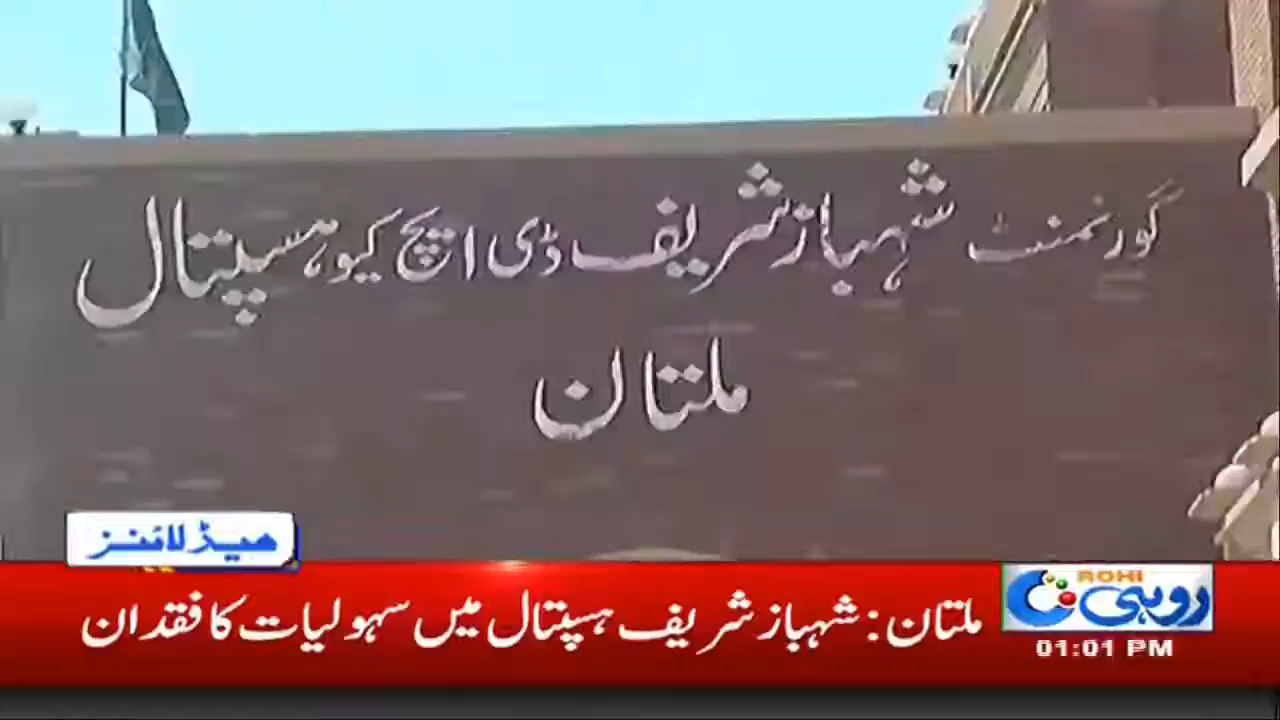 گورنمنٹ شہباز شریف ڈی ایچ کیو ہسپتال
ملتان
ھیڈ لائنز
ملتان : شہباز شریف ہسپتال میں سہولیات کا فقدان
ROHI
روہی
01:01 PM